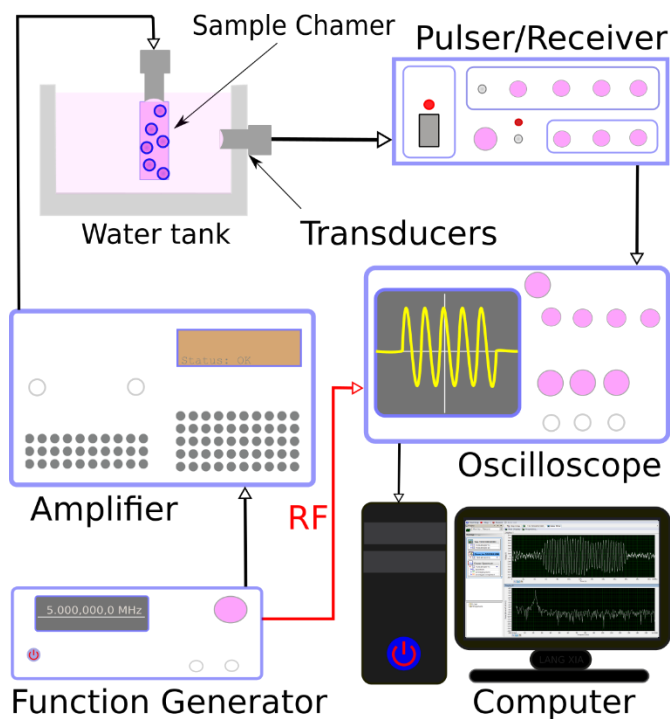 Sample Chamer
Pulser/Receiver
Water tank
Transducers
Status: OK
Amplifier
RF
Oscilloscope
5.000,000,0 MHz
LANG XIA
Function Generator
Computer